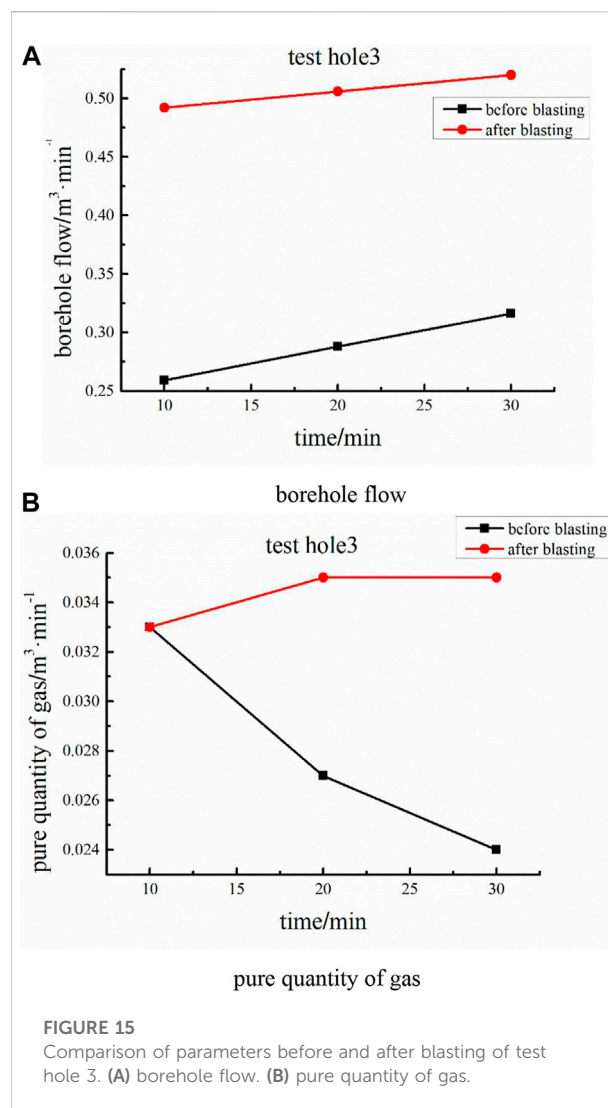 A
test hole3
before blasting
after blasting
borehole flow/m³·min⁻¹
0.50
0.45
0.40
0.35
0.30
0.25
10 15 20 25 30
time/min
borehole flow
B
before blasting
after blasting
test hole3
pure quantity of gas/m³·min⁻¹
0.036
0.034
0.032
0.030
0.028
0.026
0.024
10 15 20 25 30
time/min
pure quantity of gas
FIGURE 15
Comparison of parameters before and after blasting of test
hole 3. (A) borehole flow. (B) pure quantity of gas.